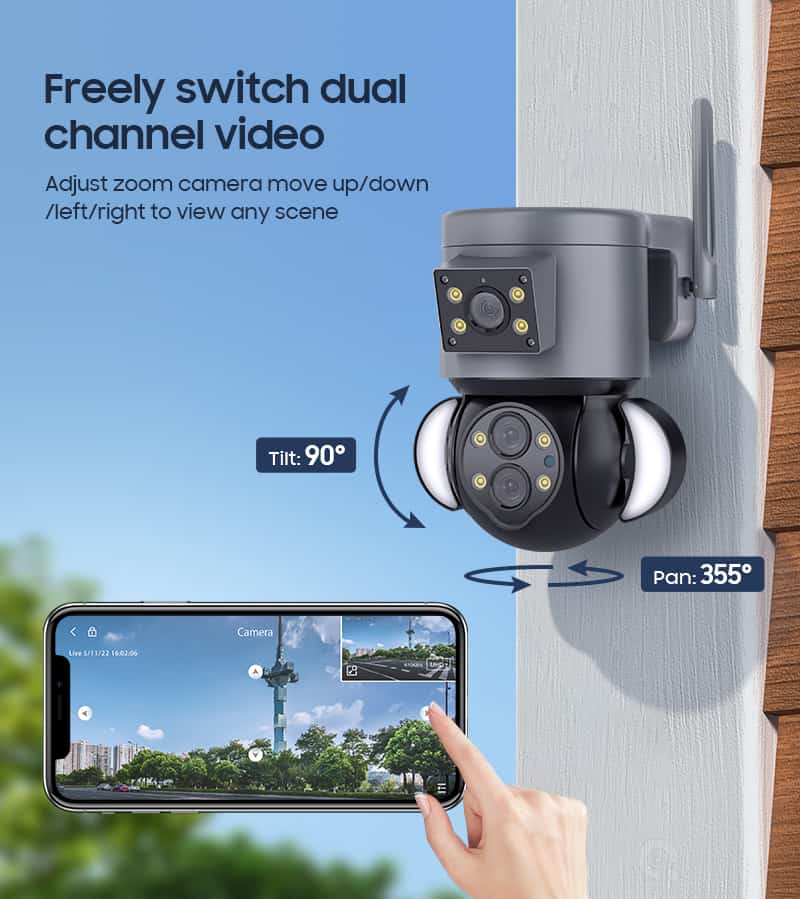 Freely switch dual
channel video
Adjust zoom camera move up/down
/left/right to view any scene
Tilt: 90°
Pan: 355°
Camera
Live 5/11/22 16:02:06